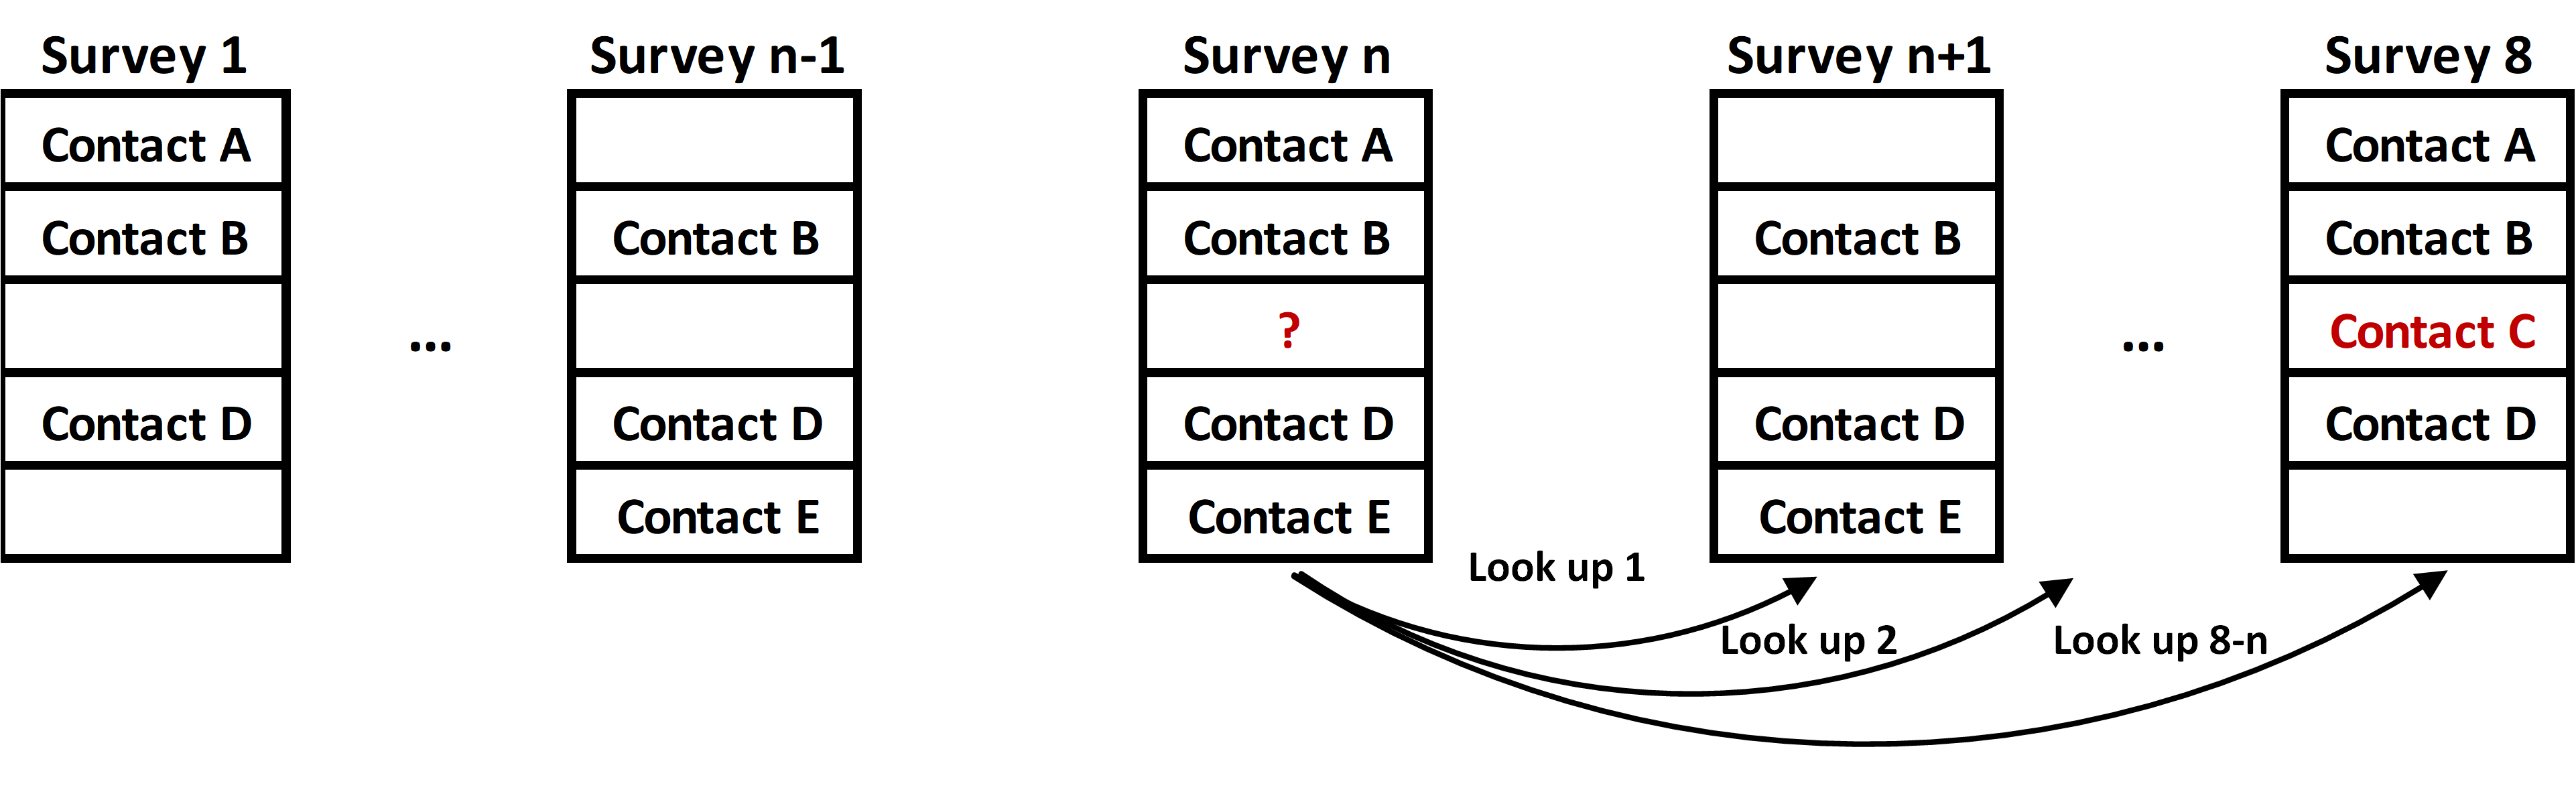 Survey 1
Contact A
Contact B
Contact D
...
Survey n-1
Contact B
Contact D
Contact E
Survey n
Contact A
Contact B
?
Contact D
Contact E
Survey n+1
Contact B
Contact D
Contact E
...
Survey 8
Contact A
Contact B
Contact C
Contact D
Look up 1
Look up 2
Look up 8-n